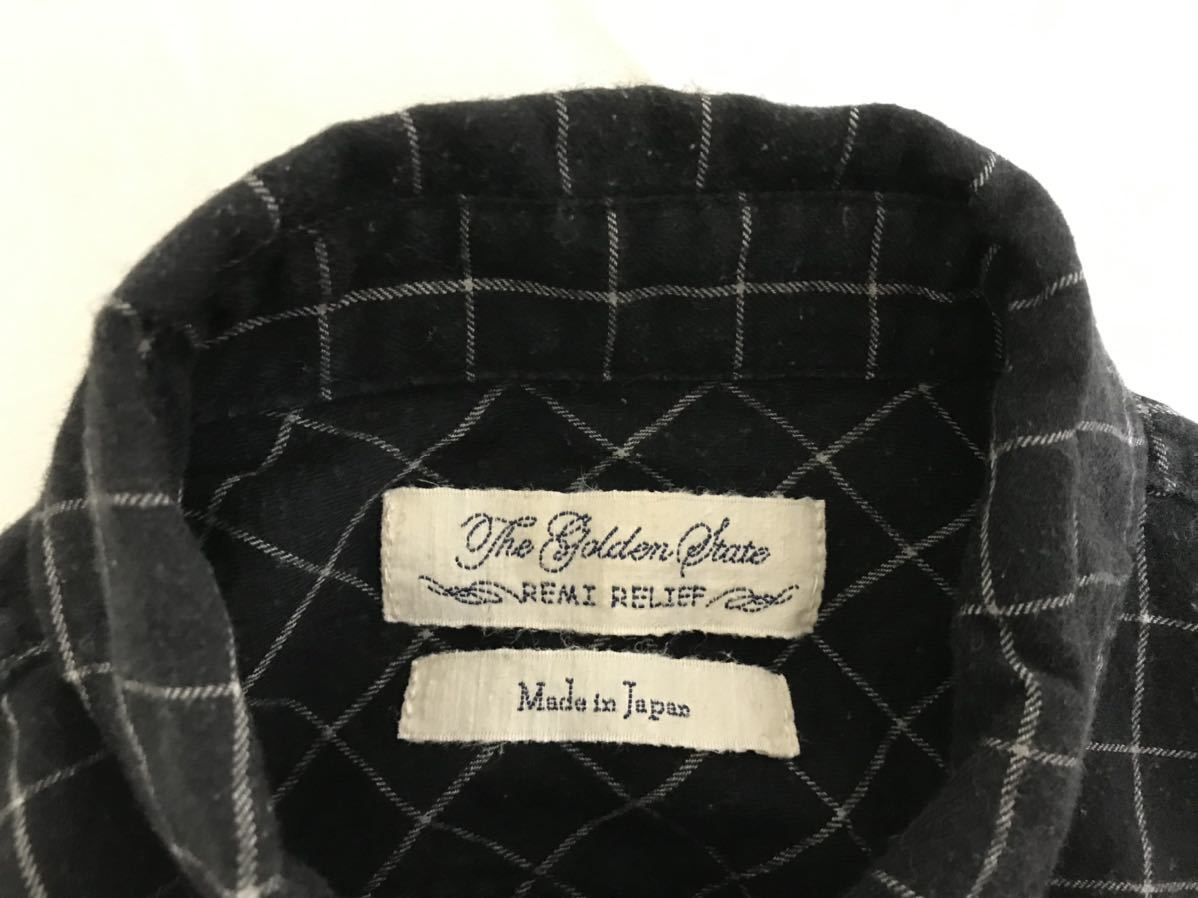 The Golden State
REMI RELIEF
Made in Japan